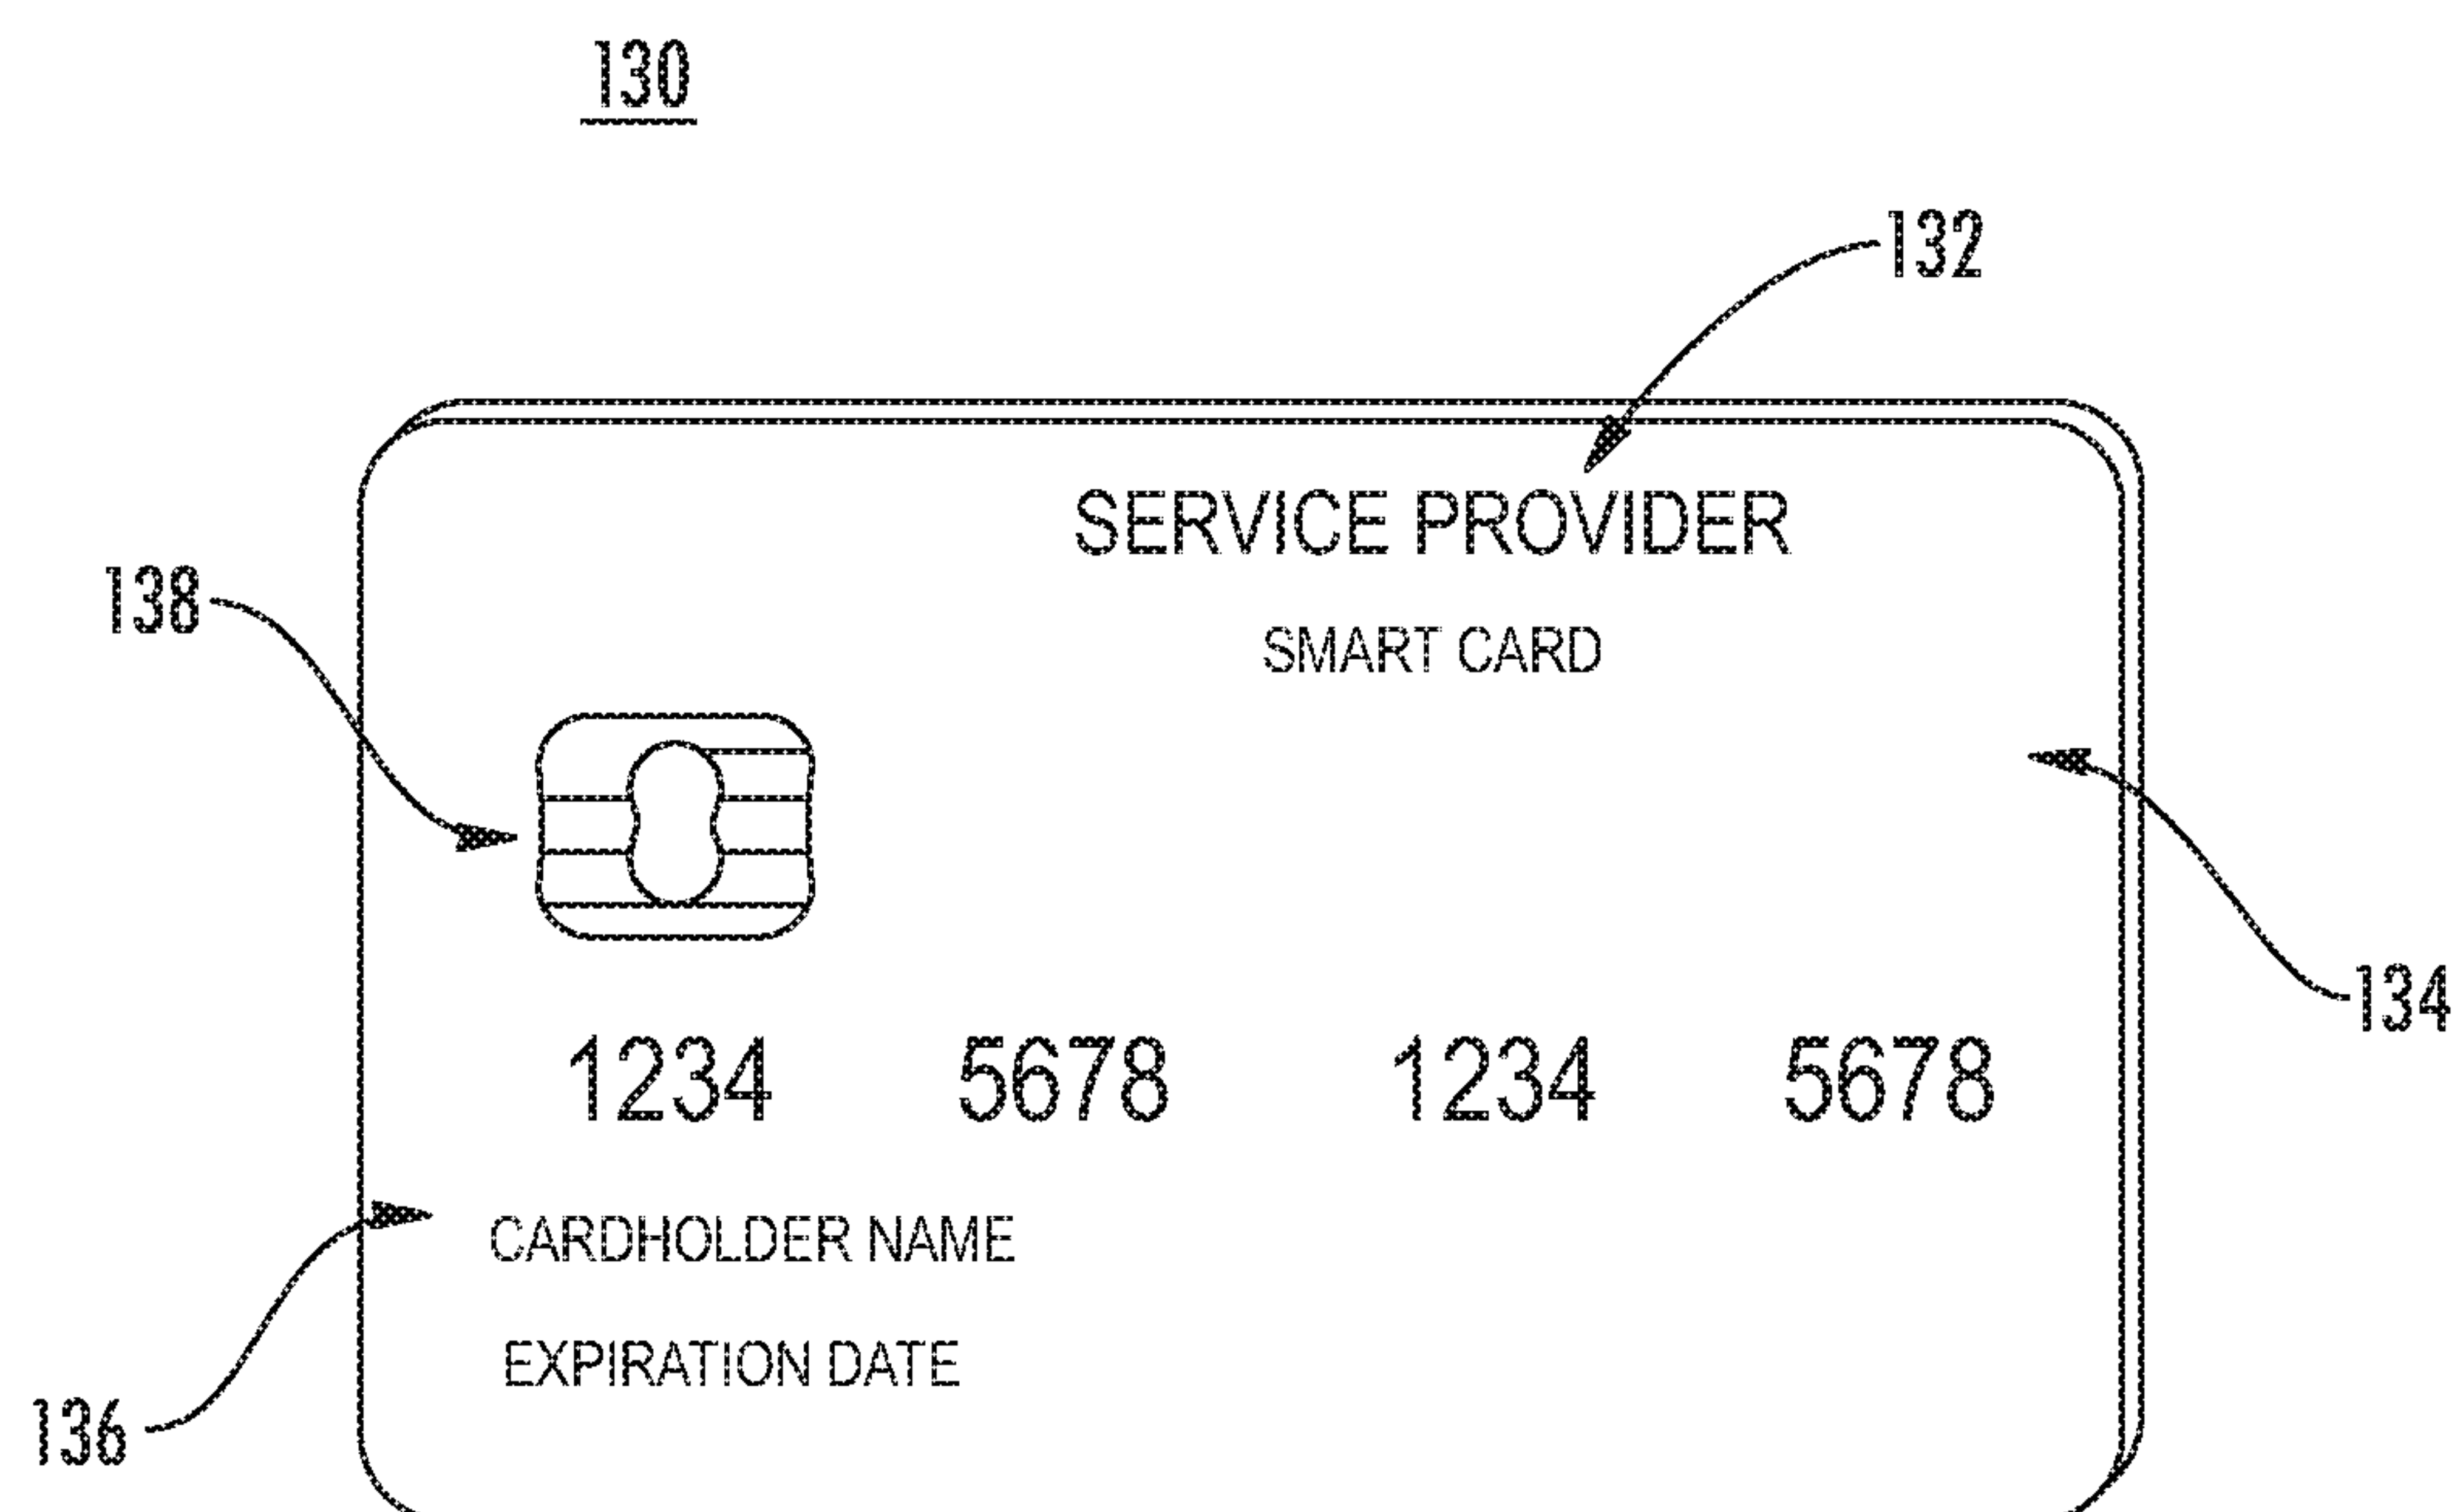 130
132
SERVICE PROVIDER
138
SMART CARD
134
1234 5678 1234 5678
CARDHOLDER NAME
EXPIRATION DATE
136